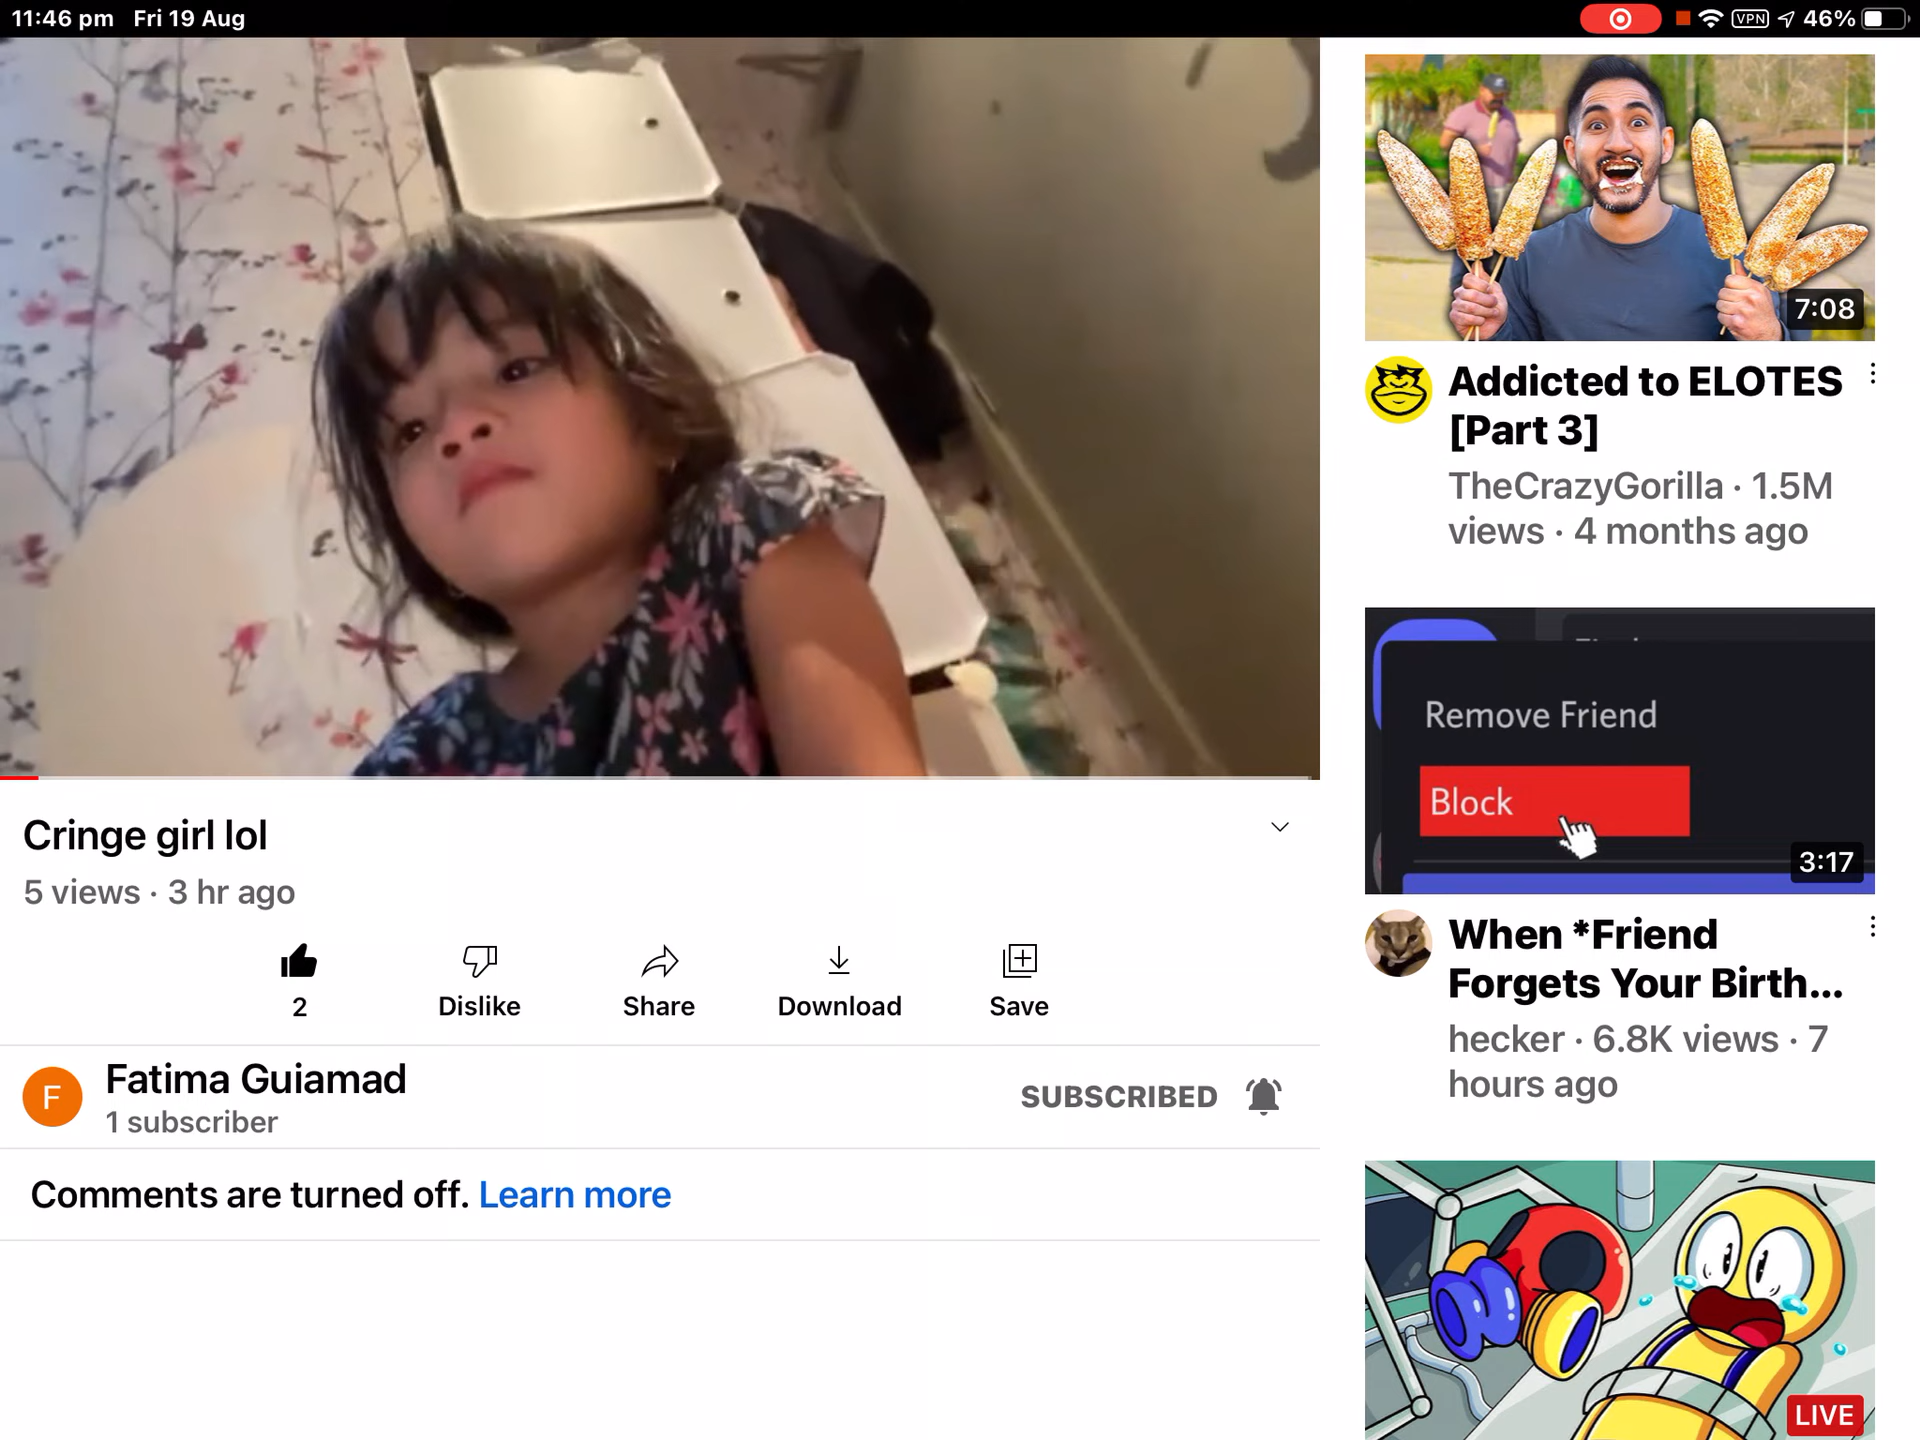 11:46 pm Fri 19 Aug
VPN 46%
Cringe girl lol
5 views · 3 hr ago
2
Dislike
Share
Download
Save
F
Fatima Guiamad
1 subscriber
SUBSCRIBED
Comments are turned off. Learn more
7:08
Addicted to ELOTES
[Part 3]
TheCrazyGorilla · 1.5M
views · 4 months ago
Remove Friend
Block
3:17
When *Friend
Forgets Your Birth...
hecker · 6.8K views · 7
hours ago
LIVE